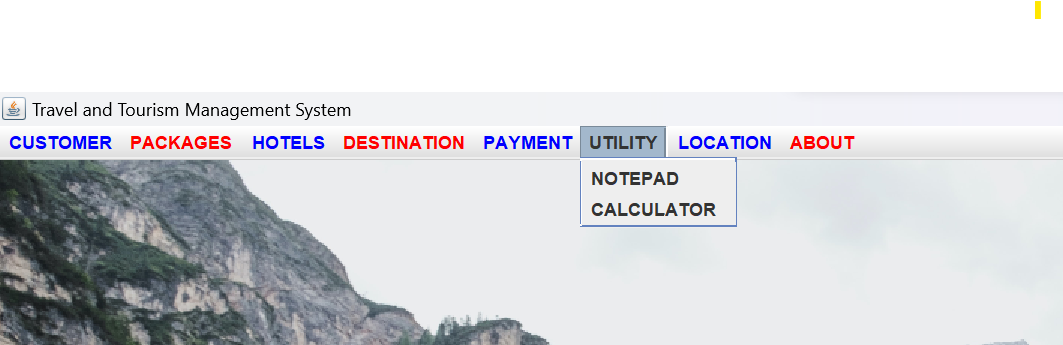 Travel and Tourism Management System
CUSTOMER PACKAGES HOTELS DESTINATION PAYMENT UTILITY LOCATION ABOUT
NOTEPAD
CALCULATOR